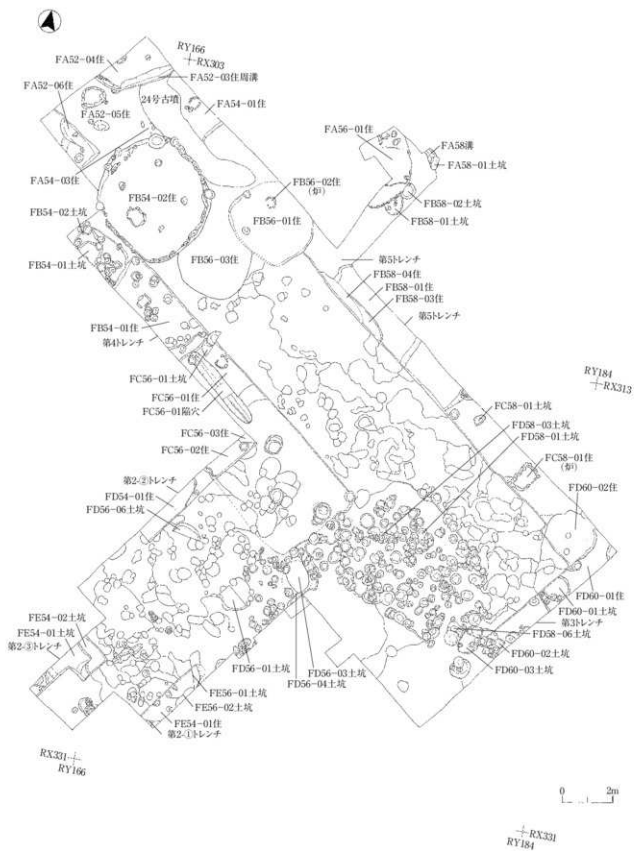 RY166
RX303
FA52-04住
FA52-03住周溝
FA52-06住
24号古墳
FA54-01住
FA52-05住
FA56-01住
FA58溝
FA58-01土坑
FA54-03住
FB54-02土坑
FB54-02住
FB56-02住
(炉)
FB56-01住
FB58-02土坑
FB58-01土坑
FB54-01土坑
FB56-03住
第5トレンチ
FB58-04住
FB58-01住
FB58-03住
第5トレンチ
FB54-01住
第4トレンチ
FC56-01土坑
FC56-01住
FC56-01陥穴
RY184
RX313
FC58-01土坑
FD58-03土坑
FD58-01土坑
FC56-03住
FC56-02住
FC58-01住
(炉)
第2-②トレンチ
FD54-01住
FD56-06土坑
FD60-02住
FD60-01住
FE54-02土坑
FE54-01土坑
第2-③トレンチ
FD60-01土坑
第3トレンチ
FD58-06土坑
FD60-02土坑
FD60-03土坑
FD56-03土坑
FD56-04土坑
FD56-01土坑
FE56-01土坑
FE56-02土坑
FE54-01住
第2-①トレンチ
RX331
RY166
0 2m
RX331
RY184